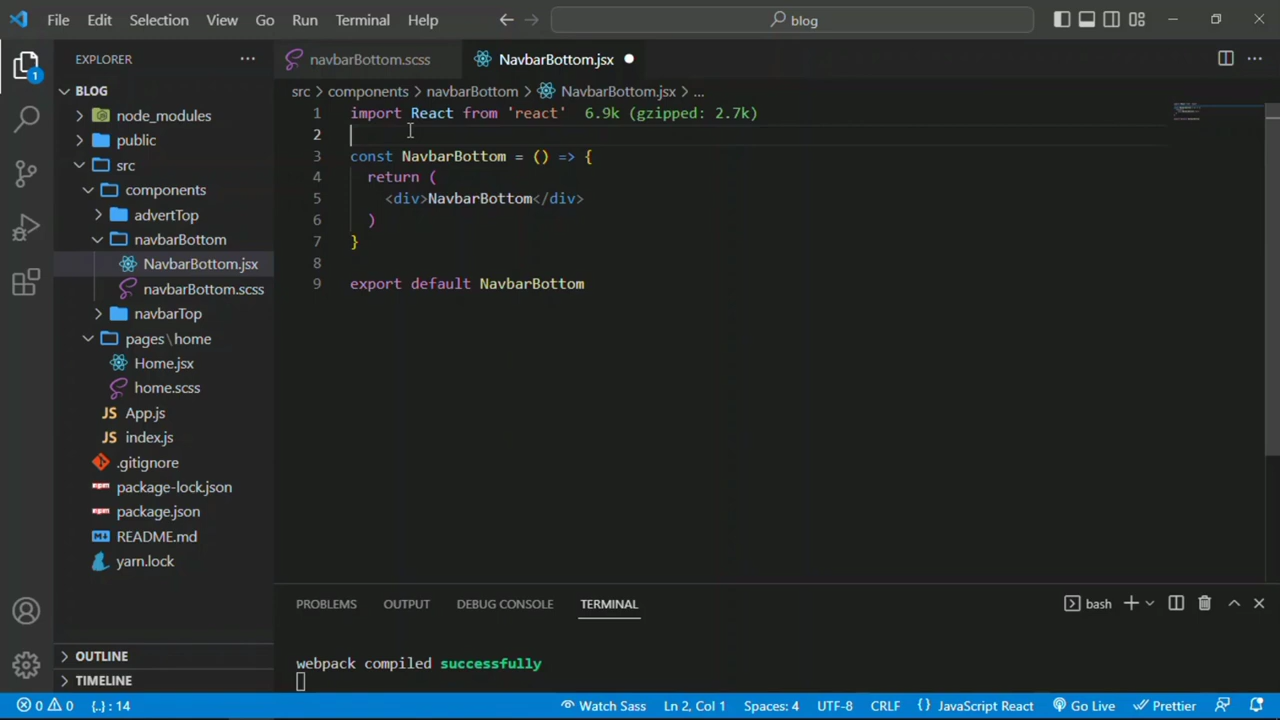 File Edit Selection View Go Run Terminal Help blog
EXPLORER
navbarBottom.scss NavbarBottom.jsx
BLOG
src components navbarBottom NavbarBottom.jsx ...
1
node_modules
public
src
components
advertTop
navbarBottom
NavbarBottom.jsx
navbarBottom.scss
navbarTop
pages\home
Home.jsx
home.scss
JS App.js
JS index.js
.gitignore
package-lock.json
package.json
README.md
yarn.lock
OUTLINE
TIMELINE
1 import React from 'react' 6.9k (gzipped: 2.7k)
2
3 const NavbarBottom = () => {
4 return (
5 <div>NavbarBottom</div>
6 )
7 }
8
9 export default NavbarBottom
PROBLEMS OUTPUT DEBUG CONSOLE TERMINAL bash
webpack compiled successfully
0 0 {..} : 14 Watch Sass Ln 2, Col 1 Spaces: 4 UTF-8 CRLF {} JavaScript React Go Live Prettier